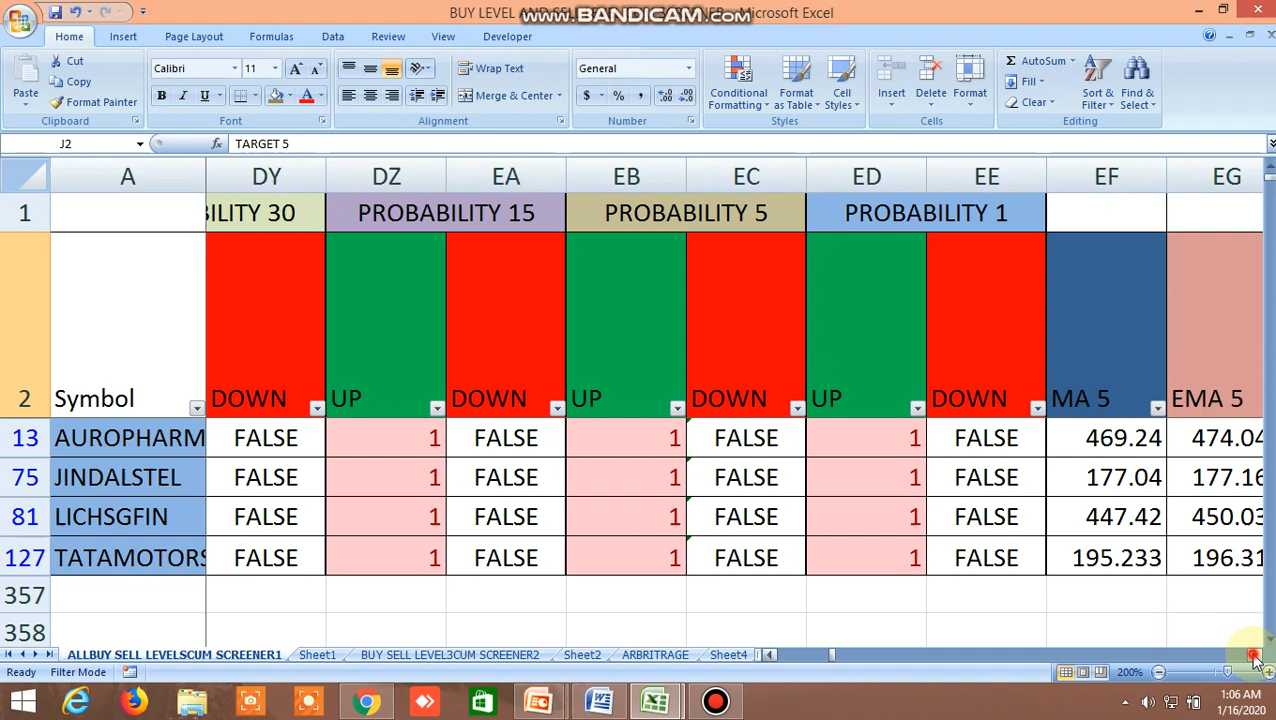 BUY LEVEL AND SELL
www.BANDICAM.com
- Microsoft Excel
Home Insert Page Layout Formulas Data Review View Developer
Paste
Cut
Copy
Format Painter
Clipboard
Calibri 11
B I U
Font
Wrap Text
Merge & Center
Alignment
General
$ % ,
Number
Conditional Formatting
Format as Table
Cell Styles
Styles
Insert Delete Format
Cells
Σ AutoSum
Fill
Clear
Sort & Filter
Find & Select
Editing
J2 fx TARGET 5
A DY DZ EA EB EC ED EE EF EG
1 BILITY 30 PROBABILITY 15 PROBABILITY 5 PROBABILITY 1
2 Symbol DOWN UP DOWN UP DOWN UP DOWN MA 5 EMA 5
13 AUROPHARM FALSE 1 FALSE 1 FALSE 1 FALSE 469.24 474.04
75 JINDALSTEL FALSE 1 FALSE 1 FALSE 1 FALSE 177.04 177.16
81 LICHSGFIN FALSE 1 FALSE 1 FALSE 1 FALSE 447.42 450.03
127 TATAMOTORS FALSE 1 FALSE 1 FALSE 1 FALSE 195.233 196.31
357
358
ALLBUY SELL LEVELSCUM SCREENER1 Sheet1 BUY SELL LEVEL3CUM SCREENER2 Sheet2 ARBITRAGE Sheet4
Ready Filter Mode 200%
1:06 AM
1/16/2020